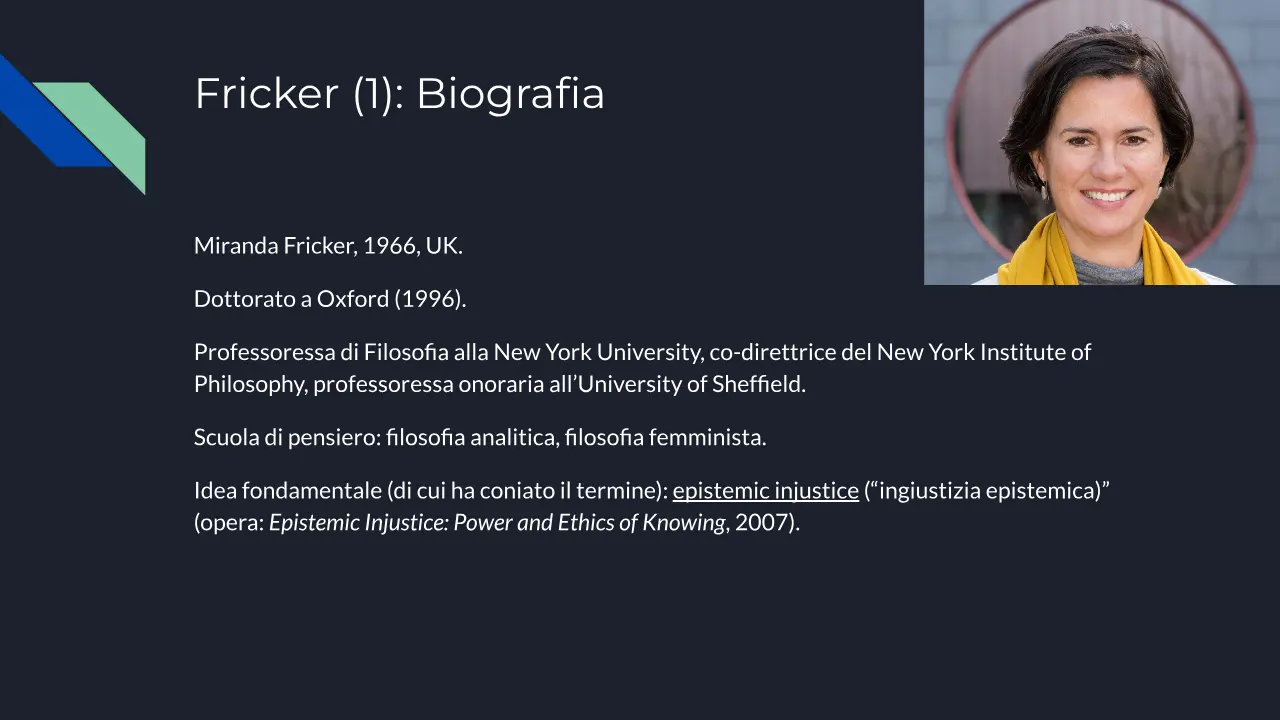 Fricker (1): Biografia
Miranda Fricker, 1966, UK.
Dottorato a Oxford (1996).
Professoressa di Filosofia alla New York University, co-direttrice del New York Institute of
Philosophy, professoressa onoraria all’University of Sheffield.
Scuola di pensiero: filosofia analitica, filosofia femminista.
Idea fondamentale (di cui ha coniato il termine): epistemic injustice (“ingiustizia epistemica)”
(opera: Epistemic Injustice: Power and Ethics of Knowing, 2007).